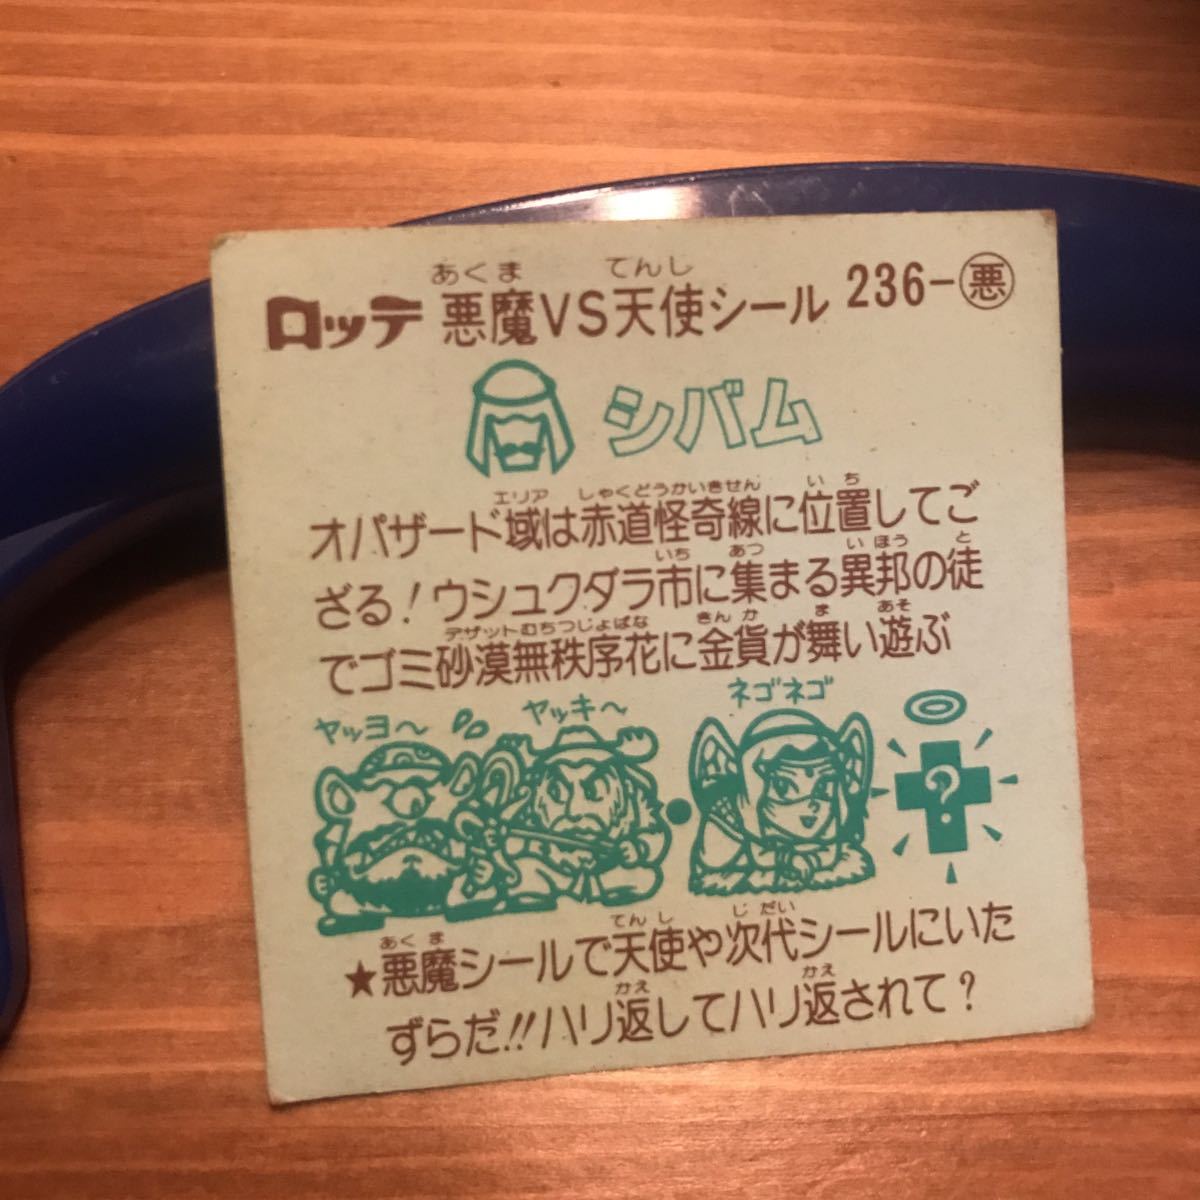 あくま てんし
ロッテ 悪魔VS天使シール 236-悪
シバム
エリア しゃくどうかいきせん いち
オパザード域は赤道怪奇線に位置してご
いち あつ いほう と
ざる!ウシュクダラ市に集まる異邦の徒
デザットむちつじょばな きんか ま あそ
でゴミ砂漠無秩序花に金貨が舞い遊ぶ
ヤッヨ〜 ヤッキ〜 ネゴネゴ
?
あくま てんし じだい
★悪魔シールで天使や次代シールにいた
かえ かえ
ずらだ!!ハリ返してハリ返されて?